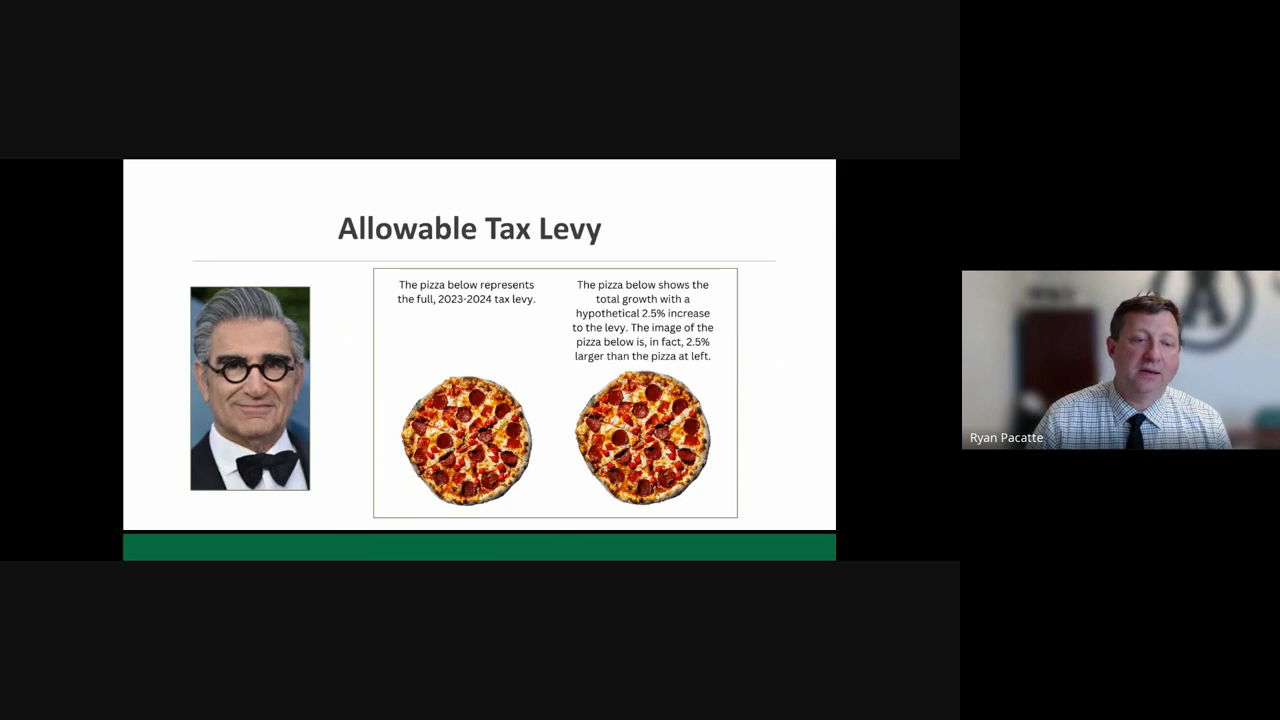 Allowable Tax Levy
The pizza below represents
the full, 2023-2024 tax levy.
The pizza below shows the
total growth with a
hypothetical 2.5% increase
to the levy. The image of the
pizza below is, in fact, 2.5%
larger than the pizza at left.
Ryan Pacatte